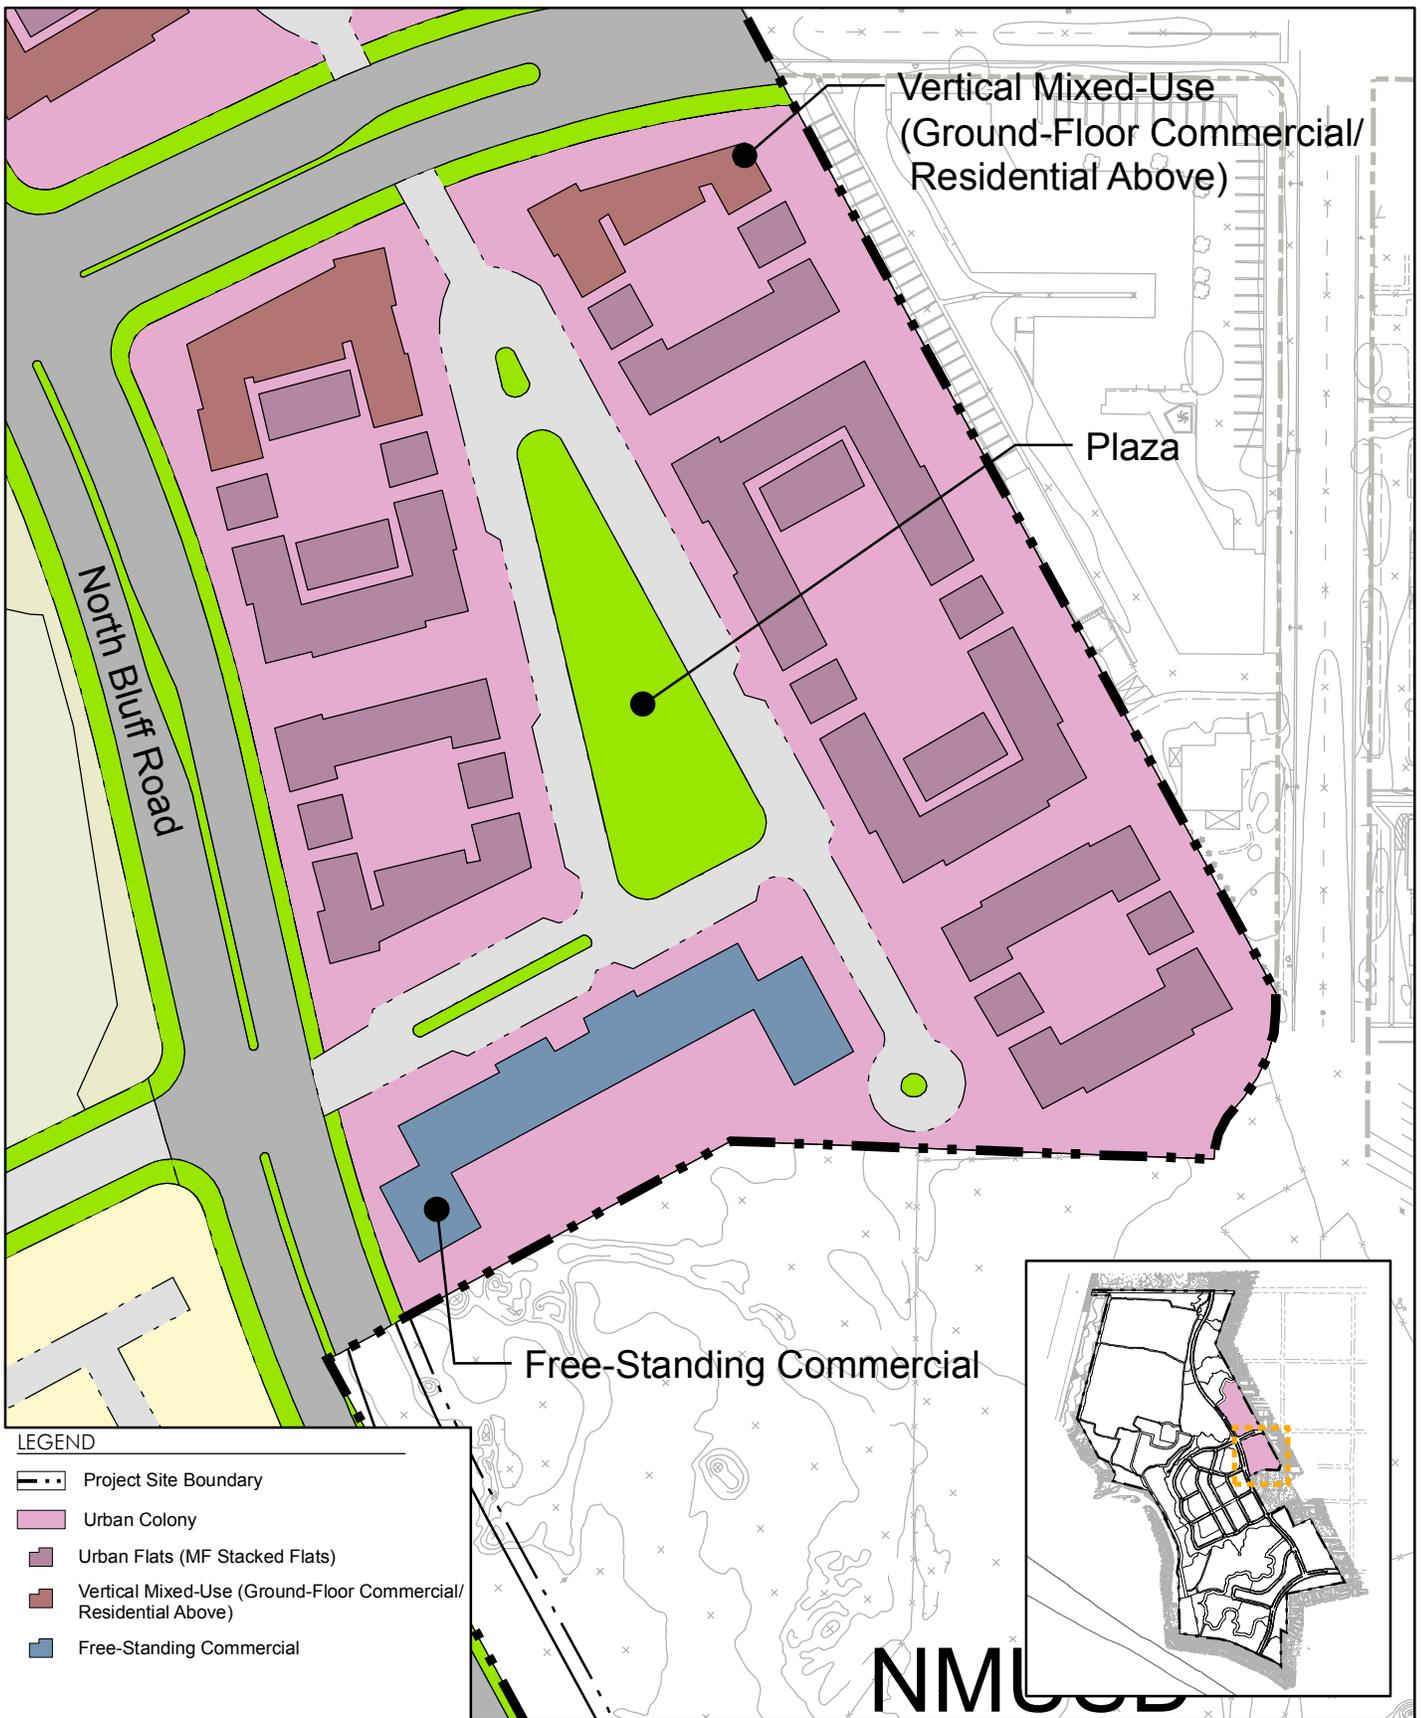 Vertical Mixed-Use
(Ground-Floor Commercial/
Residential Above)
Plaza
North Bluff Road
Free-Standing Commercial
LEGEND
Project Site Boundary
Urban Colony
Urban Flats (MF Stacked Flats)
Vertical Mixed-Use (Ground-Floor Commercial/
Residential Above)
Free-Standing Commercial